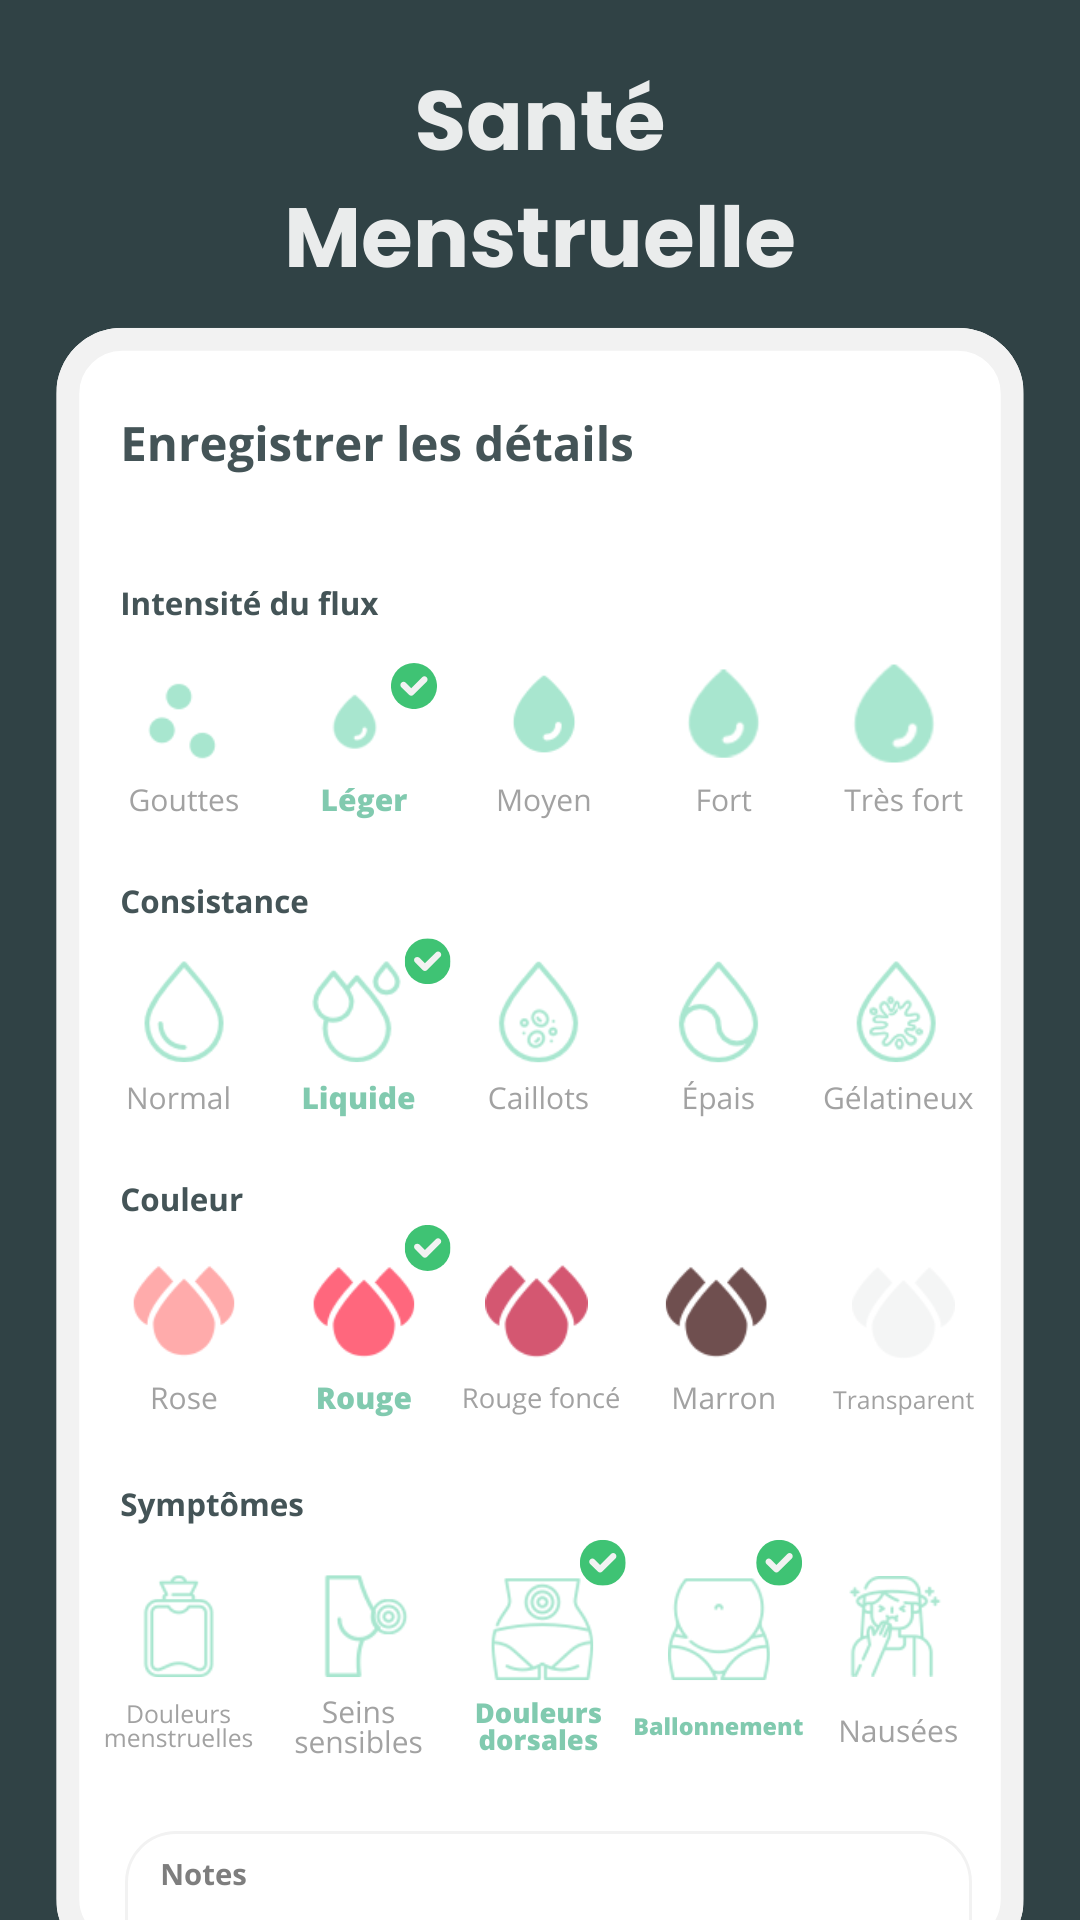 Santé
Menstruelle
Enregistrer les détails
Intensité du flux
Gouttes
Léger
Moyen
Fort
Très fort
Consistance
Normal
Liquide
Caillots
Épais
Gélatineux
Couleur
Rose
Rouge
Rouge foncé
Marron
Transparent
Symptômes
Douleurs
menstruelles
Seins
sensibles
Douleurs
dorsales
Ballonnement
Nausées
Notes